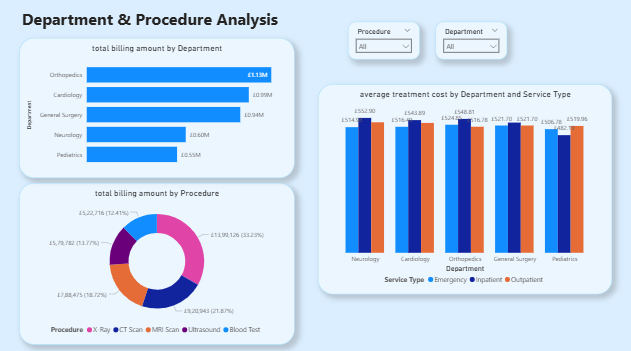 Department & Procedure Analysis
Procedure
All
Department
All
total billing amount by Department
Department
Orthopedics £1.13M
Cardiology £0.99M
General Surgery £0.94M
Neurology £0.60M
Pediatrics £0.55M
total billing amount by Procedure
£5,22,716 (12.41%)
£13,99,126 (33.23%)
£5,79,782 (13.77%)
£7,88,475 (18.72%)
£9,20,943 (21.87%)
Procedure X-Ray CT Scan MRI Scan Ultrasound Blood Test
average treatment cost by Department and Service Type
£552.90 £543.89 £548.81
£521.70 £521.70 £506.78 £519.96
Neurology Cardiology Orthopedics General Surgery Pediatrics
Department
Service Type Emergency Inpatient Outpatient